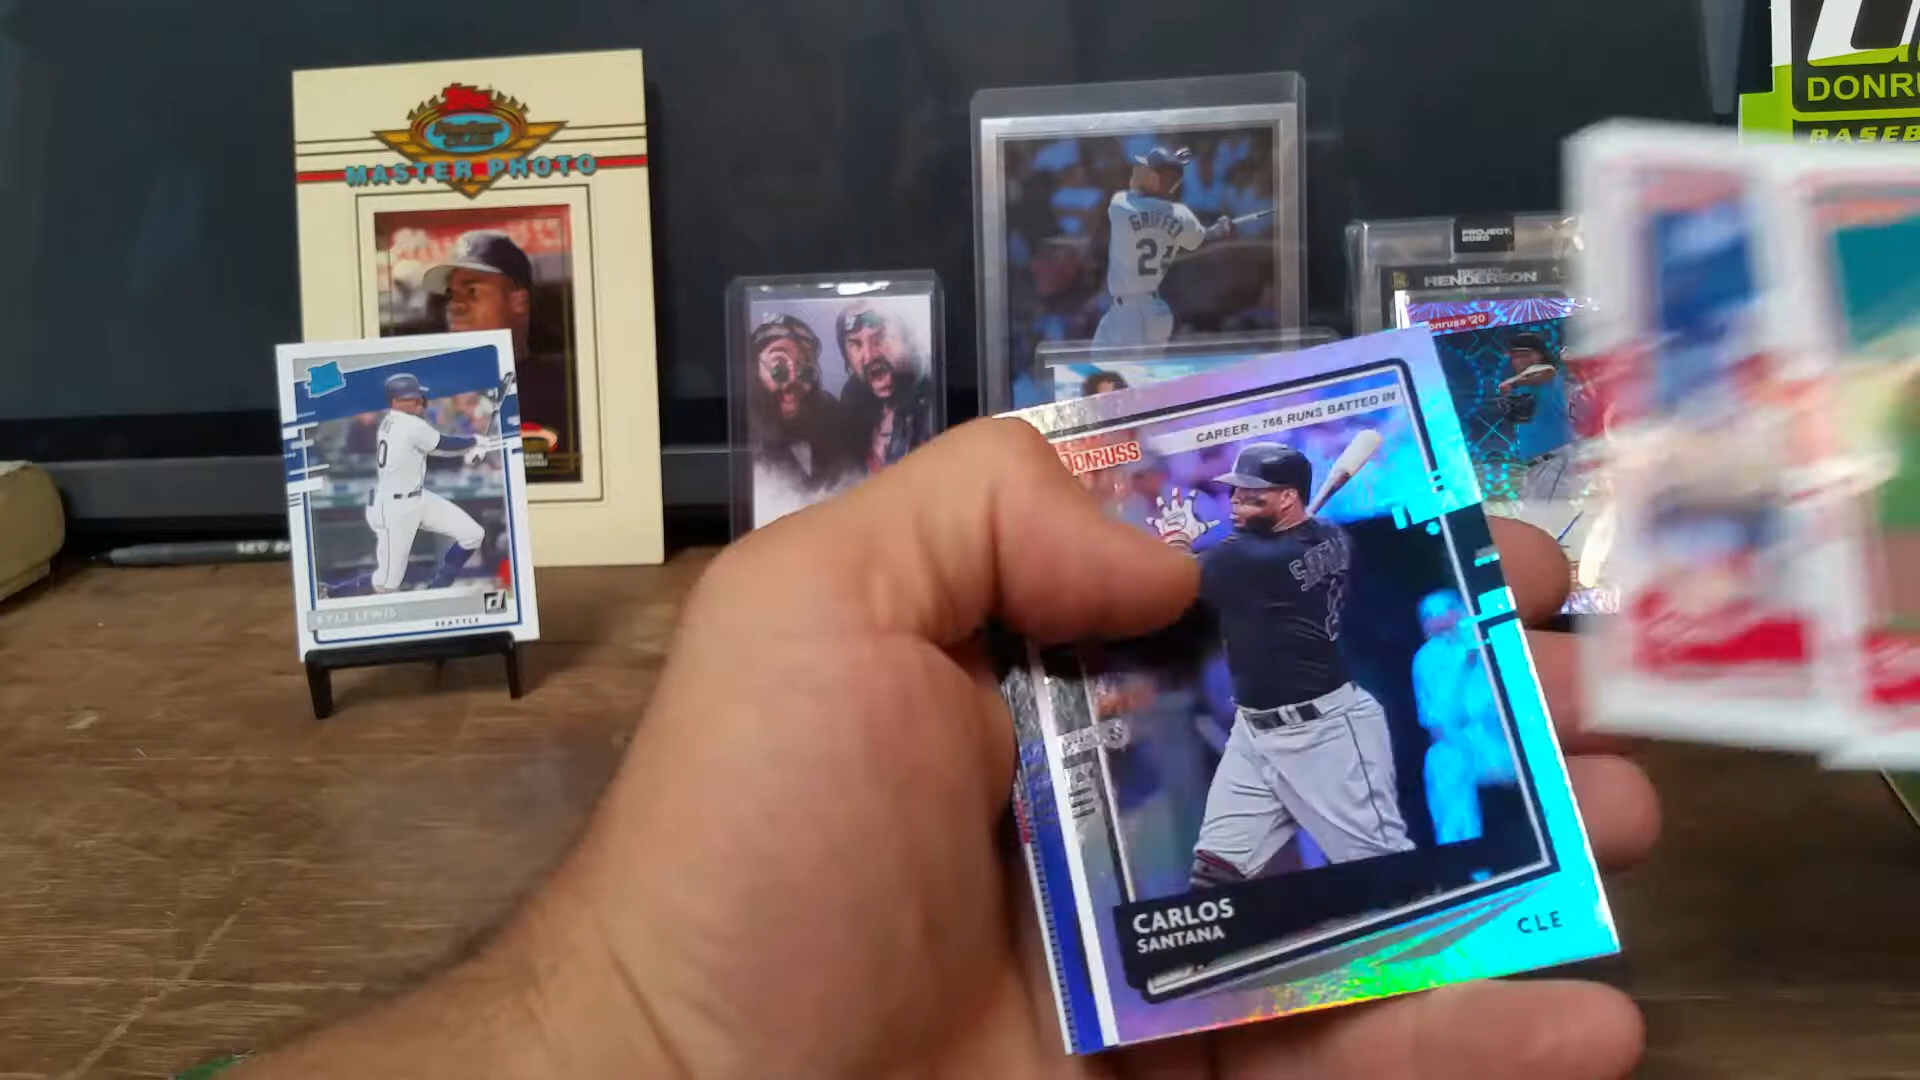 MASTER PHOTO
GRIFFEY
24
PROJECT
2020
HENDERSON
DONRU
BASEB
onruss '20
CAREER - 766 RUNS BATTED IN
DONRUSS
KYLE LEWIS
SEATTLE
CARLOS
SANTANA
CLE